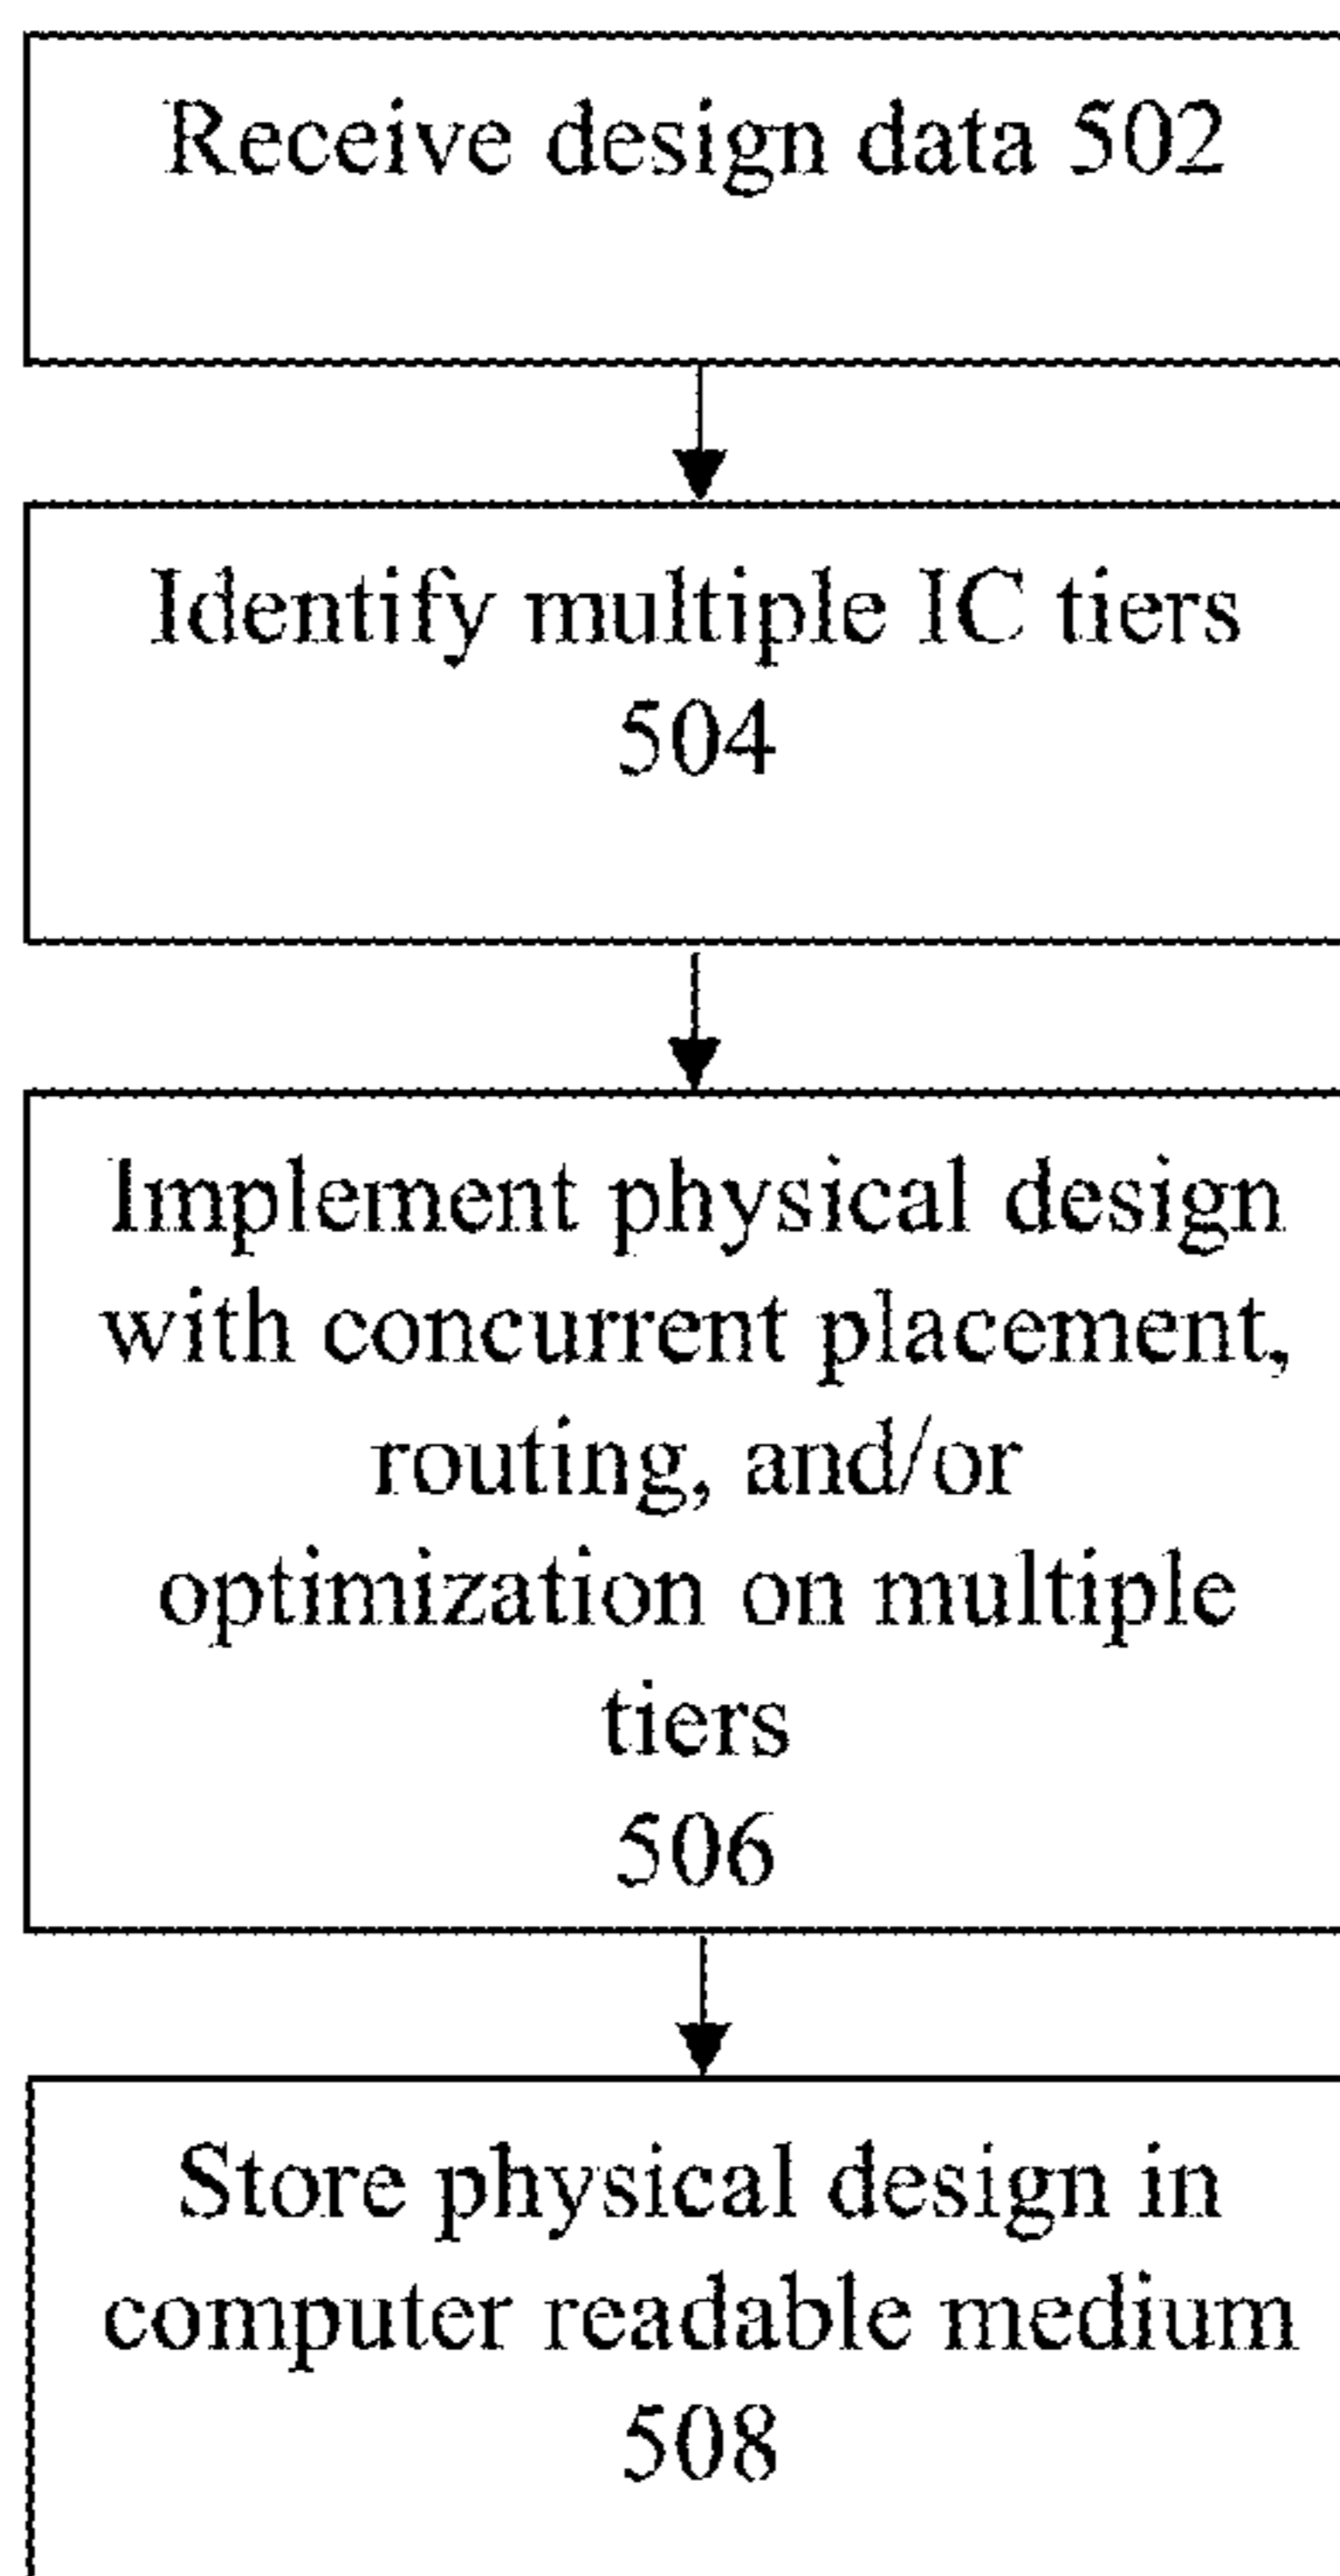 Receive design data 502
Identify multiple IC tiers
504
Implement physical design
with concurrent placement,
routing, and/or
optimization on multiple
tiers
506
Store physical design in
computer readable medium
508